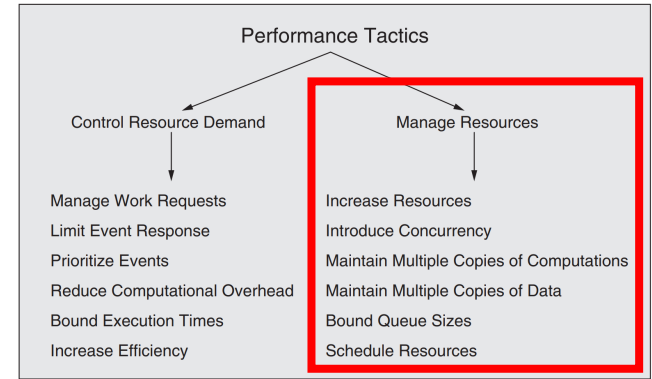 Performance Tactics
Control Resource Demand
Manage Work Requests
Limit Event Response
Prioritize Events
Reduce Computational Overhead
Bound Execution Times
Increase Efficiency
Manage Resources
Increase Resources
Introduce Concurrency
Maintain Multiple Copies of Computations
Maintain Multiple Copies of Data
Bound Queue Sizes
Schedule Resources